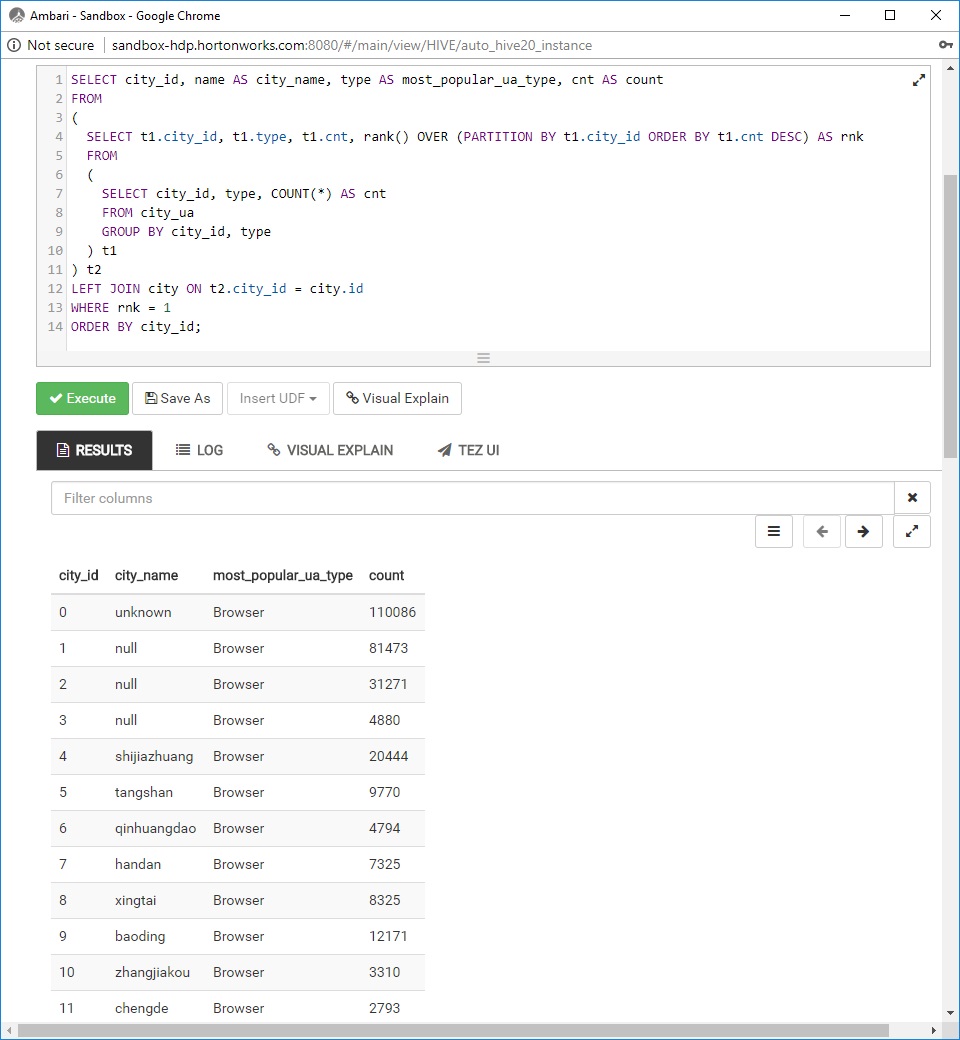 Ambari - Sandbox - Google Chrome
Not secure | sandbox-hdp.hortonworks.com:8080/#/main/view/HIVE/auto_hive20_instance
1 SELECT city_id, name AS city_name, type AS most_popular_ua_type, cnt AS count
2 FROM
3 (
4 SELECT t1.city_id, t1.type, t1.cnt, rank() OVER (PARTITION BY t1.city_id ORDER BY t1.cnt DESC) AS rnk
5 FROM
6 (
7 SELECT city_id, type, COUNT(*) AS cnt
8 FROM city_ua
9 GROUP BY city_id, type
10 ) t1
11 ) t2
12 LEFT JOIN city ON t2.city_id = city.id
13 WHERE rnk = 1
14 ORDER BY city_id;
Execute Save As Insert UDF Visual Explain
RESULTS LOG VISUAL EXPLAIN TEZ UI
Filter columns
city_id city_name most_popular_ua_type count
0 unknown Browser 110086
1 null Browser 81473
2 null Browser 31271
3 null Browser 4880
4 shijiazhuang Browser 20444
5 tangshan Browser 9770
6 qinhuangdao Browser 4794
7 handan Browser 7325
8 xingtai Browser 8325
9 baoding Browser 12171
10 zhangjiakou Browser 3310
11 chengde Browser 2793